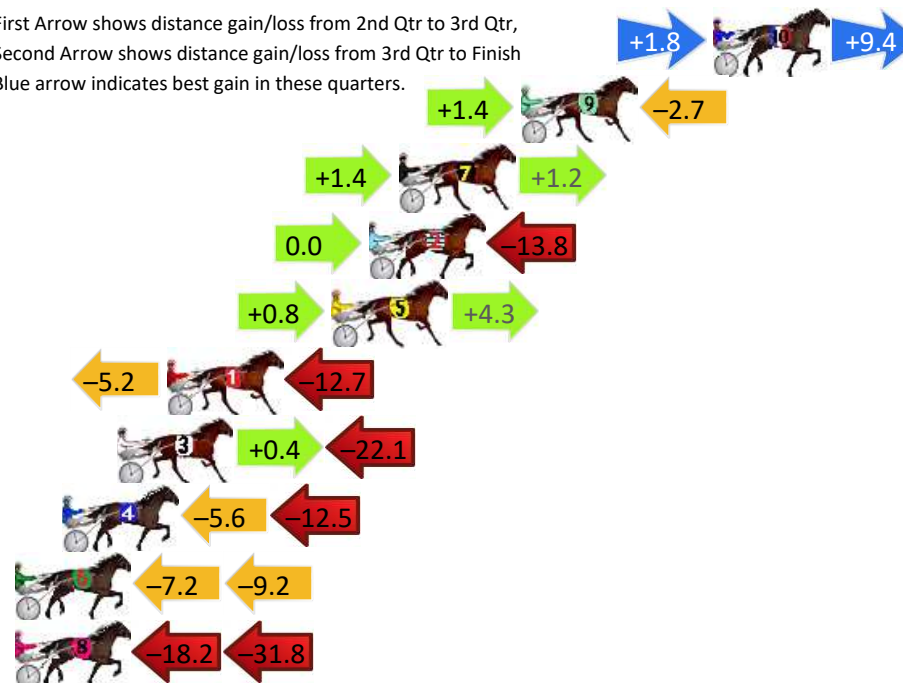 irst Arrow shows distance gain/loss from 2nd Qtr to 3rd Qtr,
econd Arrow shows distance gain/loss from 3rd Qtr to Finish
lue arrow indicates best gain in these quarters.
+1.8 10 +9.4
+1.4 9 –2.7
+1.4 7 +1.2
0.0 2 –13.8
+0.8 5 +4.3
–5.2 1 –12.7
3 +0.4 –22.1
4 –5.6 –12.5
–7.2 –9.2
8 –18.2 –31.8